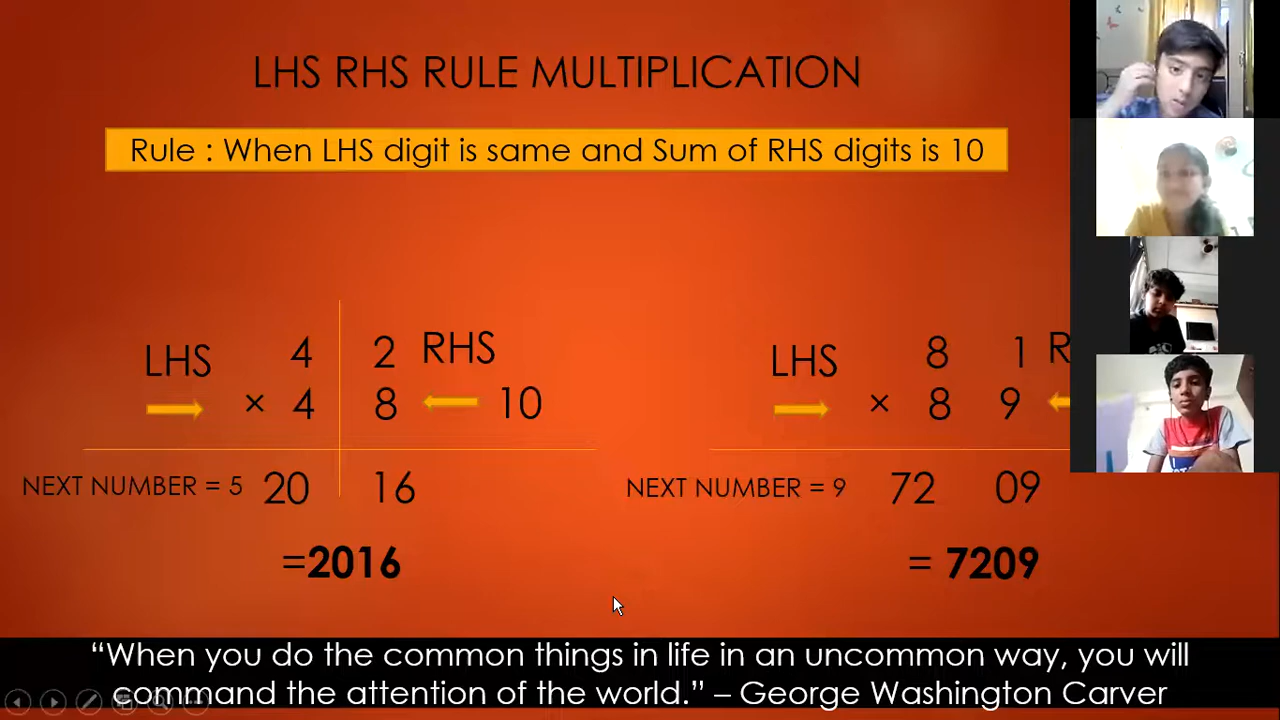 LHS RHS RULE MULTIPLICATION
Rule : When LHS digit is same and Sum of RHS digits is 10
LHS 4 2 RHS
× 4 8 10
NEXT NUMBER = 5 20 16
=2016
LHS 8 1 R
× 8 9
NEXT NUMBER = 9 72 09
= 7209
“When you do the common things in life in an uncommon way, you will
command the attention of the world.” – George Washington Carver